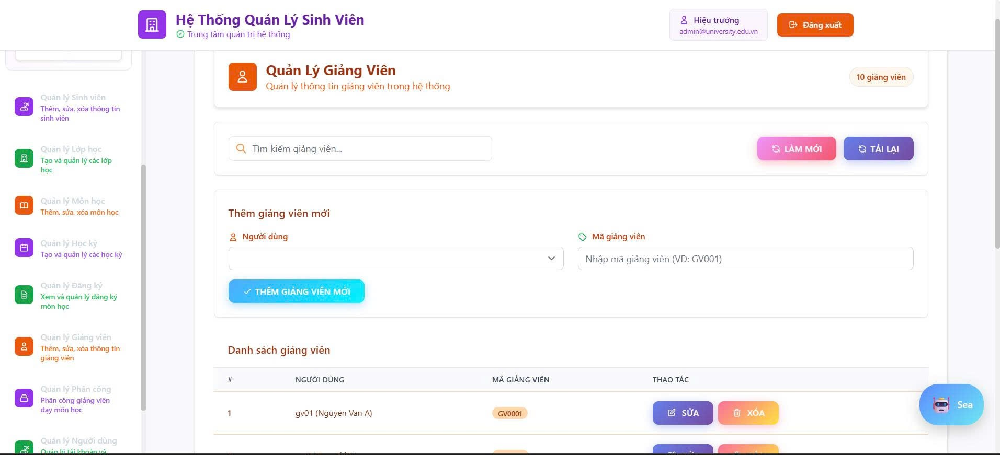 Hệ Thống Quản Lý Sinh Viên
Trung tâm quản trị hệ thống
Hiệu trưởng
admin@university.edu.vn
Đăng xuất
Quản lý Sinh viên
Thêm, sửa, xóa thông tin
sinh viên
Quản lý Lớp học
Tạo và quản lý các lớp
học
Quản lý Môn học
Thêm, sửa, xóa môn học
Quản lý Học kỳ
Tạo và quản lý các học kỳ
Quản lý Đăng ký
Xem và quản lý đăng ký
môn học
Quản lý Giảng viên
Thêm, sửa, xóa thông tin
giảng viên
Quản lý Phân công
Phân công giảng viên
dạy môn học
Quản lý Người dùng
Quản lý tài khoản và
Quản Lý Giảng Viên
Quản lý thông tin giảng viên trong hệ thống
10 giảng viên
Tìm kiếm giảng viên...
LÀM MỚI
TẢI LẠI
Thêm giảng viên mới
Người dùng
Mã giảng viên
Nhập mã giảng viên (VD: GV001)
THÊM GIẢNG VIÊN MỚI
Danh sách giảng viên
# NGƯỜI DÙNG MÃ GIẢNG VIÊN THAO TÁC
1 gv01 (Nguyen Van A) GV0001 SỬA XÓA
Sea